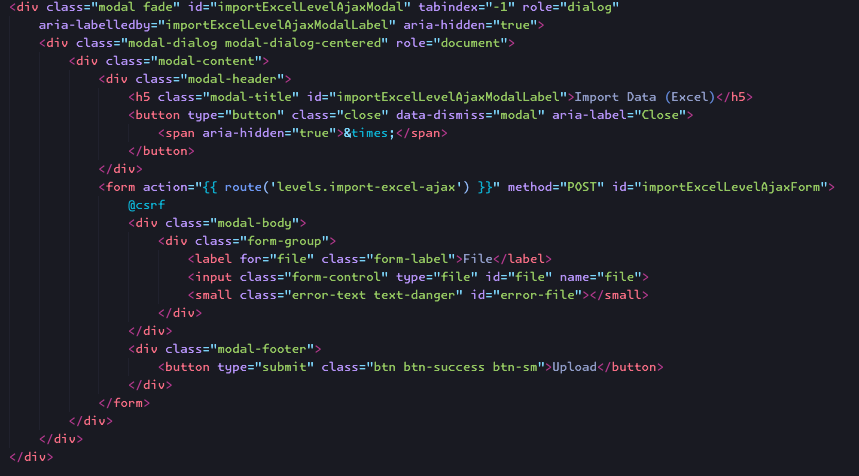 <div class="modal fade" id="importExcelLevelAjaxModal" tabindex="-1" role="dialog"
    aria-labelledby="importExcelLevelAjaxModalLabel" aria-hidden="true">
    <div class="modal-dialog modal-dialog-centered" role="document">
        <div class="modal-content">
            <div class="modal-header">
                <h5 class="modal-title" id="importExcelLevelAjaxModalLabel">Import Data (Excel)</h5>
                <button type="button" class="close" data-dismiss="modal" aria-label="Close">
                    <span aria-hidden="true">&times;</span>
                </button>
            </div>
            <form action="{{ route('levels.import-excel-ajax') }}" method="POST" id="importExcelLevelAjaxForm">
                @csrf
                <div class="modal-body">
                    <div class="form-group">
                        <label for="file" class="form-label">File</label>
                        <input class="form-control" type="file" id="file" name="file">
                        <small class="error-text text-danger" id="error-file"></small>
                    </div>
                </div>
                <div class="modal-footer">
                    <button type="submit" class="btn btn-success btn-sm">Upload</button>
                </div>
            </form>
        </div>
    </div>
</div>